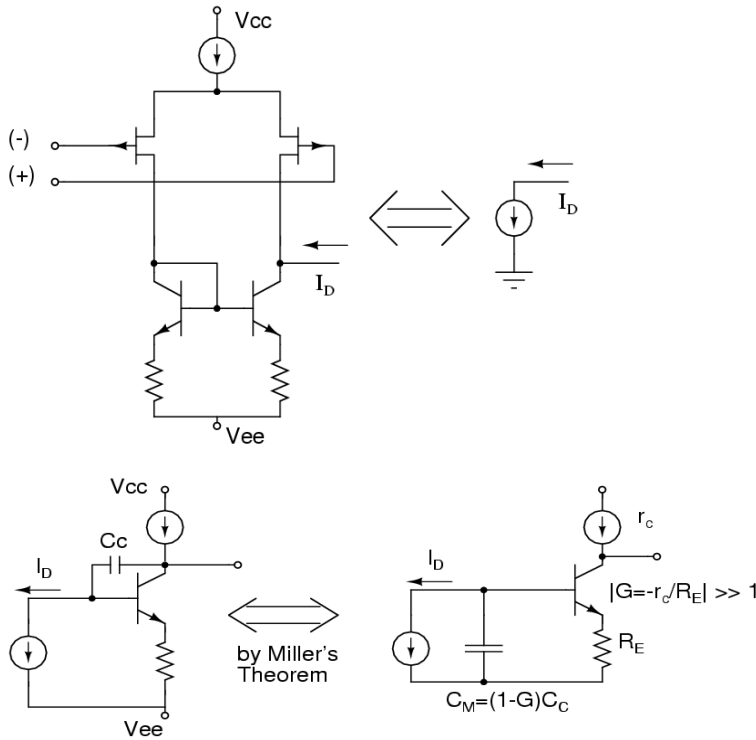 Vcc
(-)
(+)
I_D
I_D
Vee
Vcc
Cc
I_D
by Miller's
Theorem
Vee
r_c
I_D
|G=-r_c/R_E| >> 1
R_E
C_M=(1-G)C_C